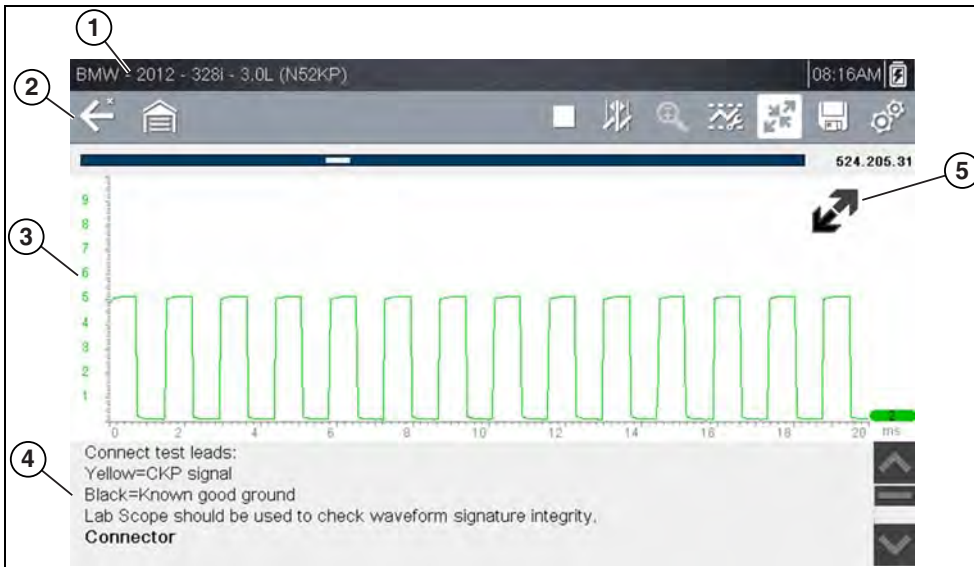 1
BMW - 2012 - 328i - 3.0L (N52KP)
08:16AM
2
524.205.31
5
9
8
7
3
6
5
4
3
2
1
0 2 4 6 8 10 12 14 16 18 20 ms
2
4
Connect test leads:
Yellow=CKP signal
Black=Known good ground
Lab Scope should be used to check waveform signature integrity.
Connector